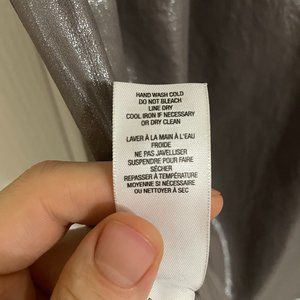 HAND WASH COLD
DO NOT BLEACH
LINE DRY
COOL IRON IF NECESSARY
OR DRY CLEAN
LAVER À LA MAIN À L'EAU
FROIDE
NE PAS JAVELLISER
SUSPENDRE POUR FAIRE
SÉCHER
REPASSER À TEMPÉRATURE
MOYENNE SI NÉCESSAIRE
OU NETTOYER À SEC